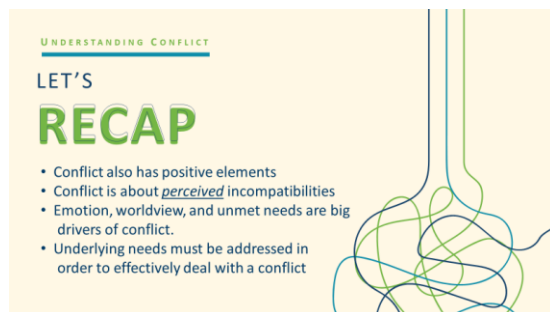 UNDERSTANDING CONFLICT
LET'S
RECAP
• Conflict also has positive elements
• Conflict is about perceived incompatibilities
• Emotion, worldview, and unmet needs are big
drivers of conflict.
• Underlying needs must be addressed in
order to effectively deal with a conflict